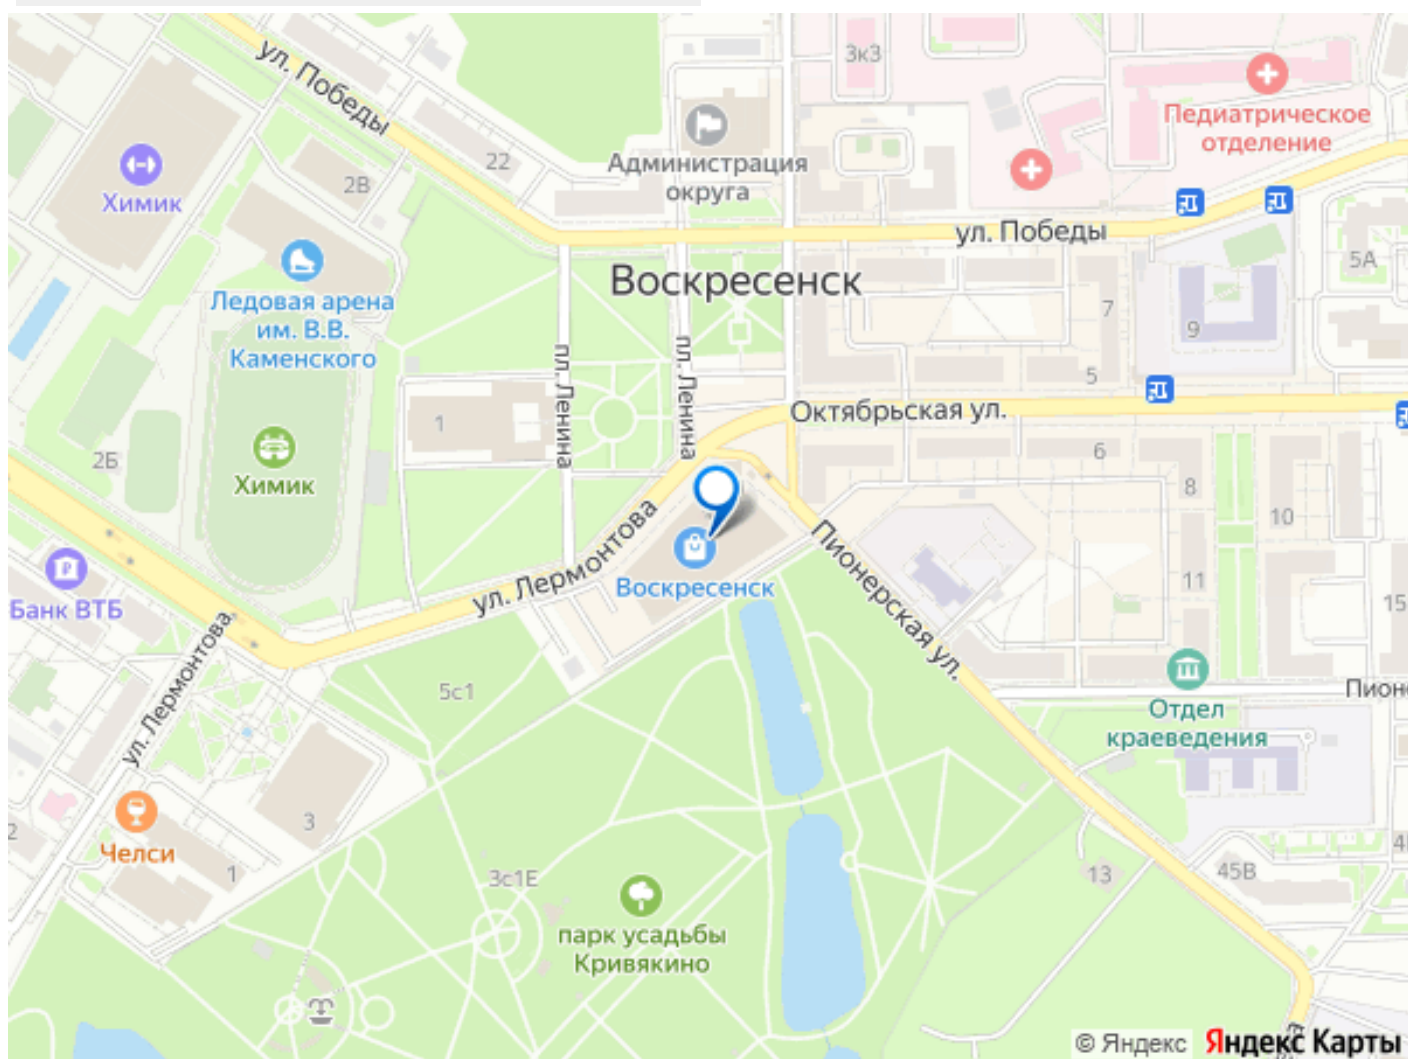 ул. Победы
3к3
Педиатрическое
отделение
22
Администрация
округа
2В
Химик
ул. Победы
Воскресенск
5А
Ледовая арена
им. В.В.
Каменского
7
9
пл. Ленина
пл. Ленина
5
Октябрьская ул.
1
6
2Б
Химик
8
10
ул. Лермонтова
Пионерская ул.
Воскресенск
Банк ВТБ
11
15
ул. Лермонтова
5с1
Отдел
краеведения
Пион
3
2
Челси
1
3с1Е
13
45В
парк усадьбы
Кривякино
© Яндекс
Яндекс Карты